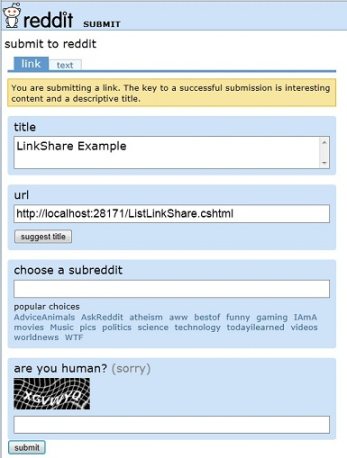 reddit SUBMIT
submit to reddit
link text
You are submitting a link. The key to a successful submission is interesting
content and a descriptive title.
title
LinkShare Example
url
http://localhost:28171/ListLinkShare.cshtml
suggest title
choose a subreddit
popular choices
AdviceAnimals AskReddit atheism aww bestof funny gaming IAmA
movies Music pics politics science technology todayilearned videos
worldnews WTF
are you human? (sorry)
submit